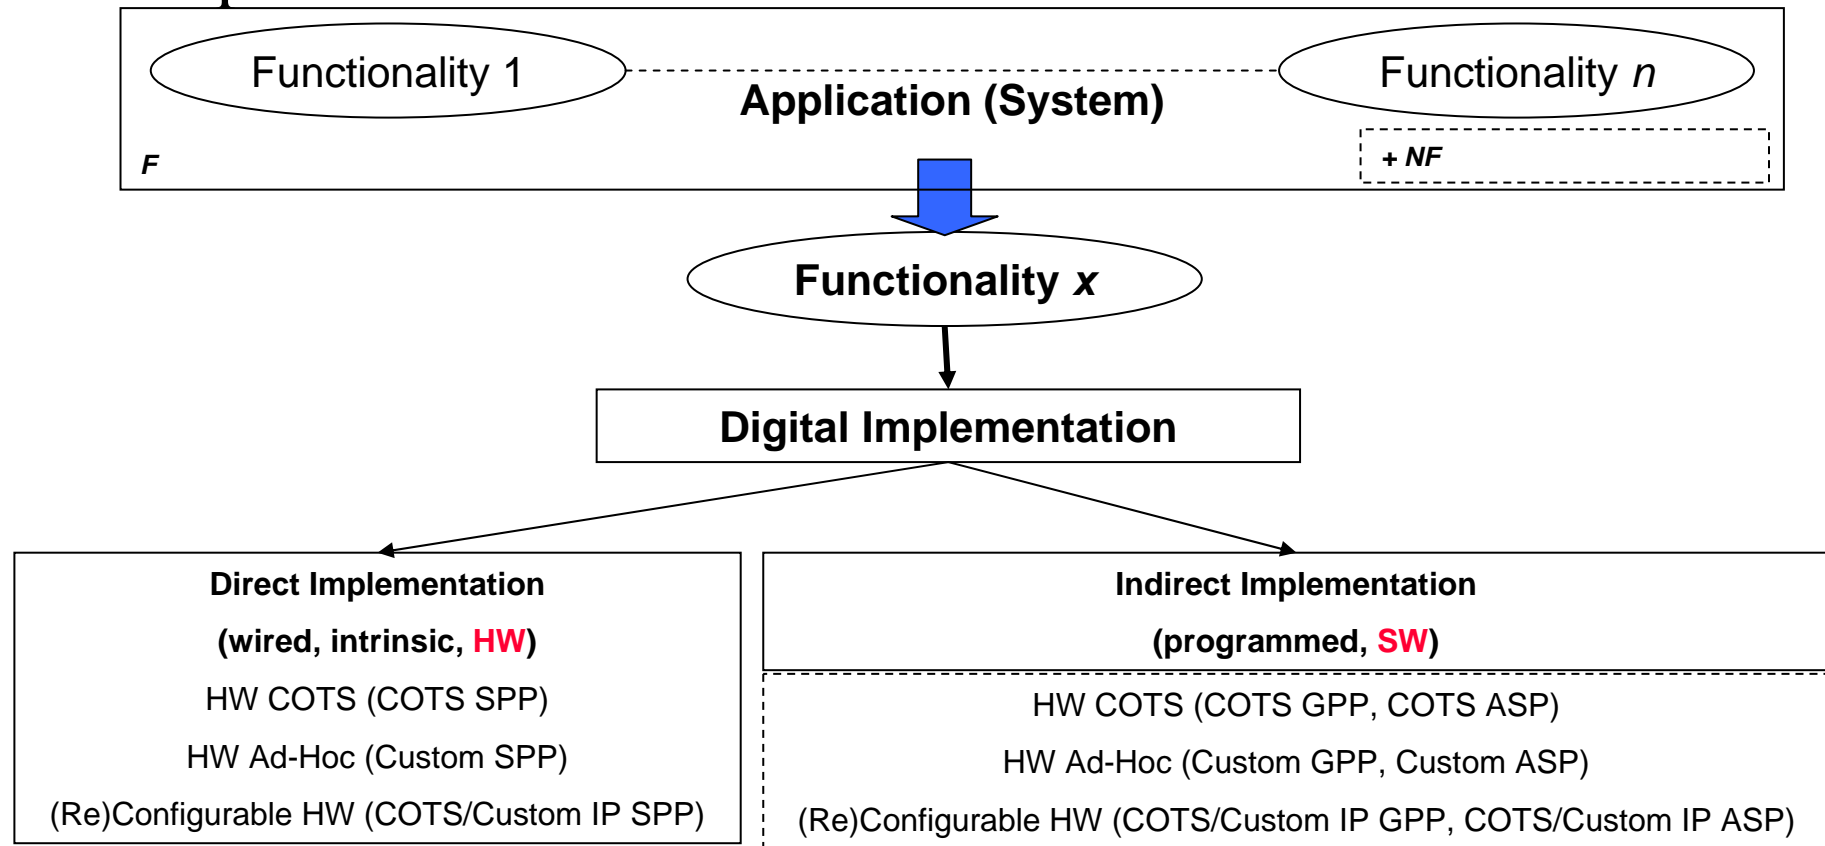 Functionality 1
Functionality n
Application (System)
F
+ NF
Functionality x
Digital Implementation
Direct Implementation
(wired, intrinsic, HW)
HW COTS (COTS SPP)
HW Ad-Hoc (Custom SPP)
(Re)Configurable HW (COTS/Custom IP SPP)
Indirect Implementation
(programmed, SW)
HW COTS (COTS GPP, COTS ASP)
HW Ad-Hoc (Custom GPP, Custom ASP)
(Re)Configurable HW (COTS/Custom IP GPP, COTS/Custom IP ASP)